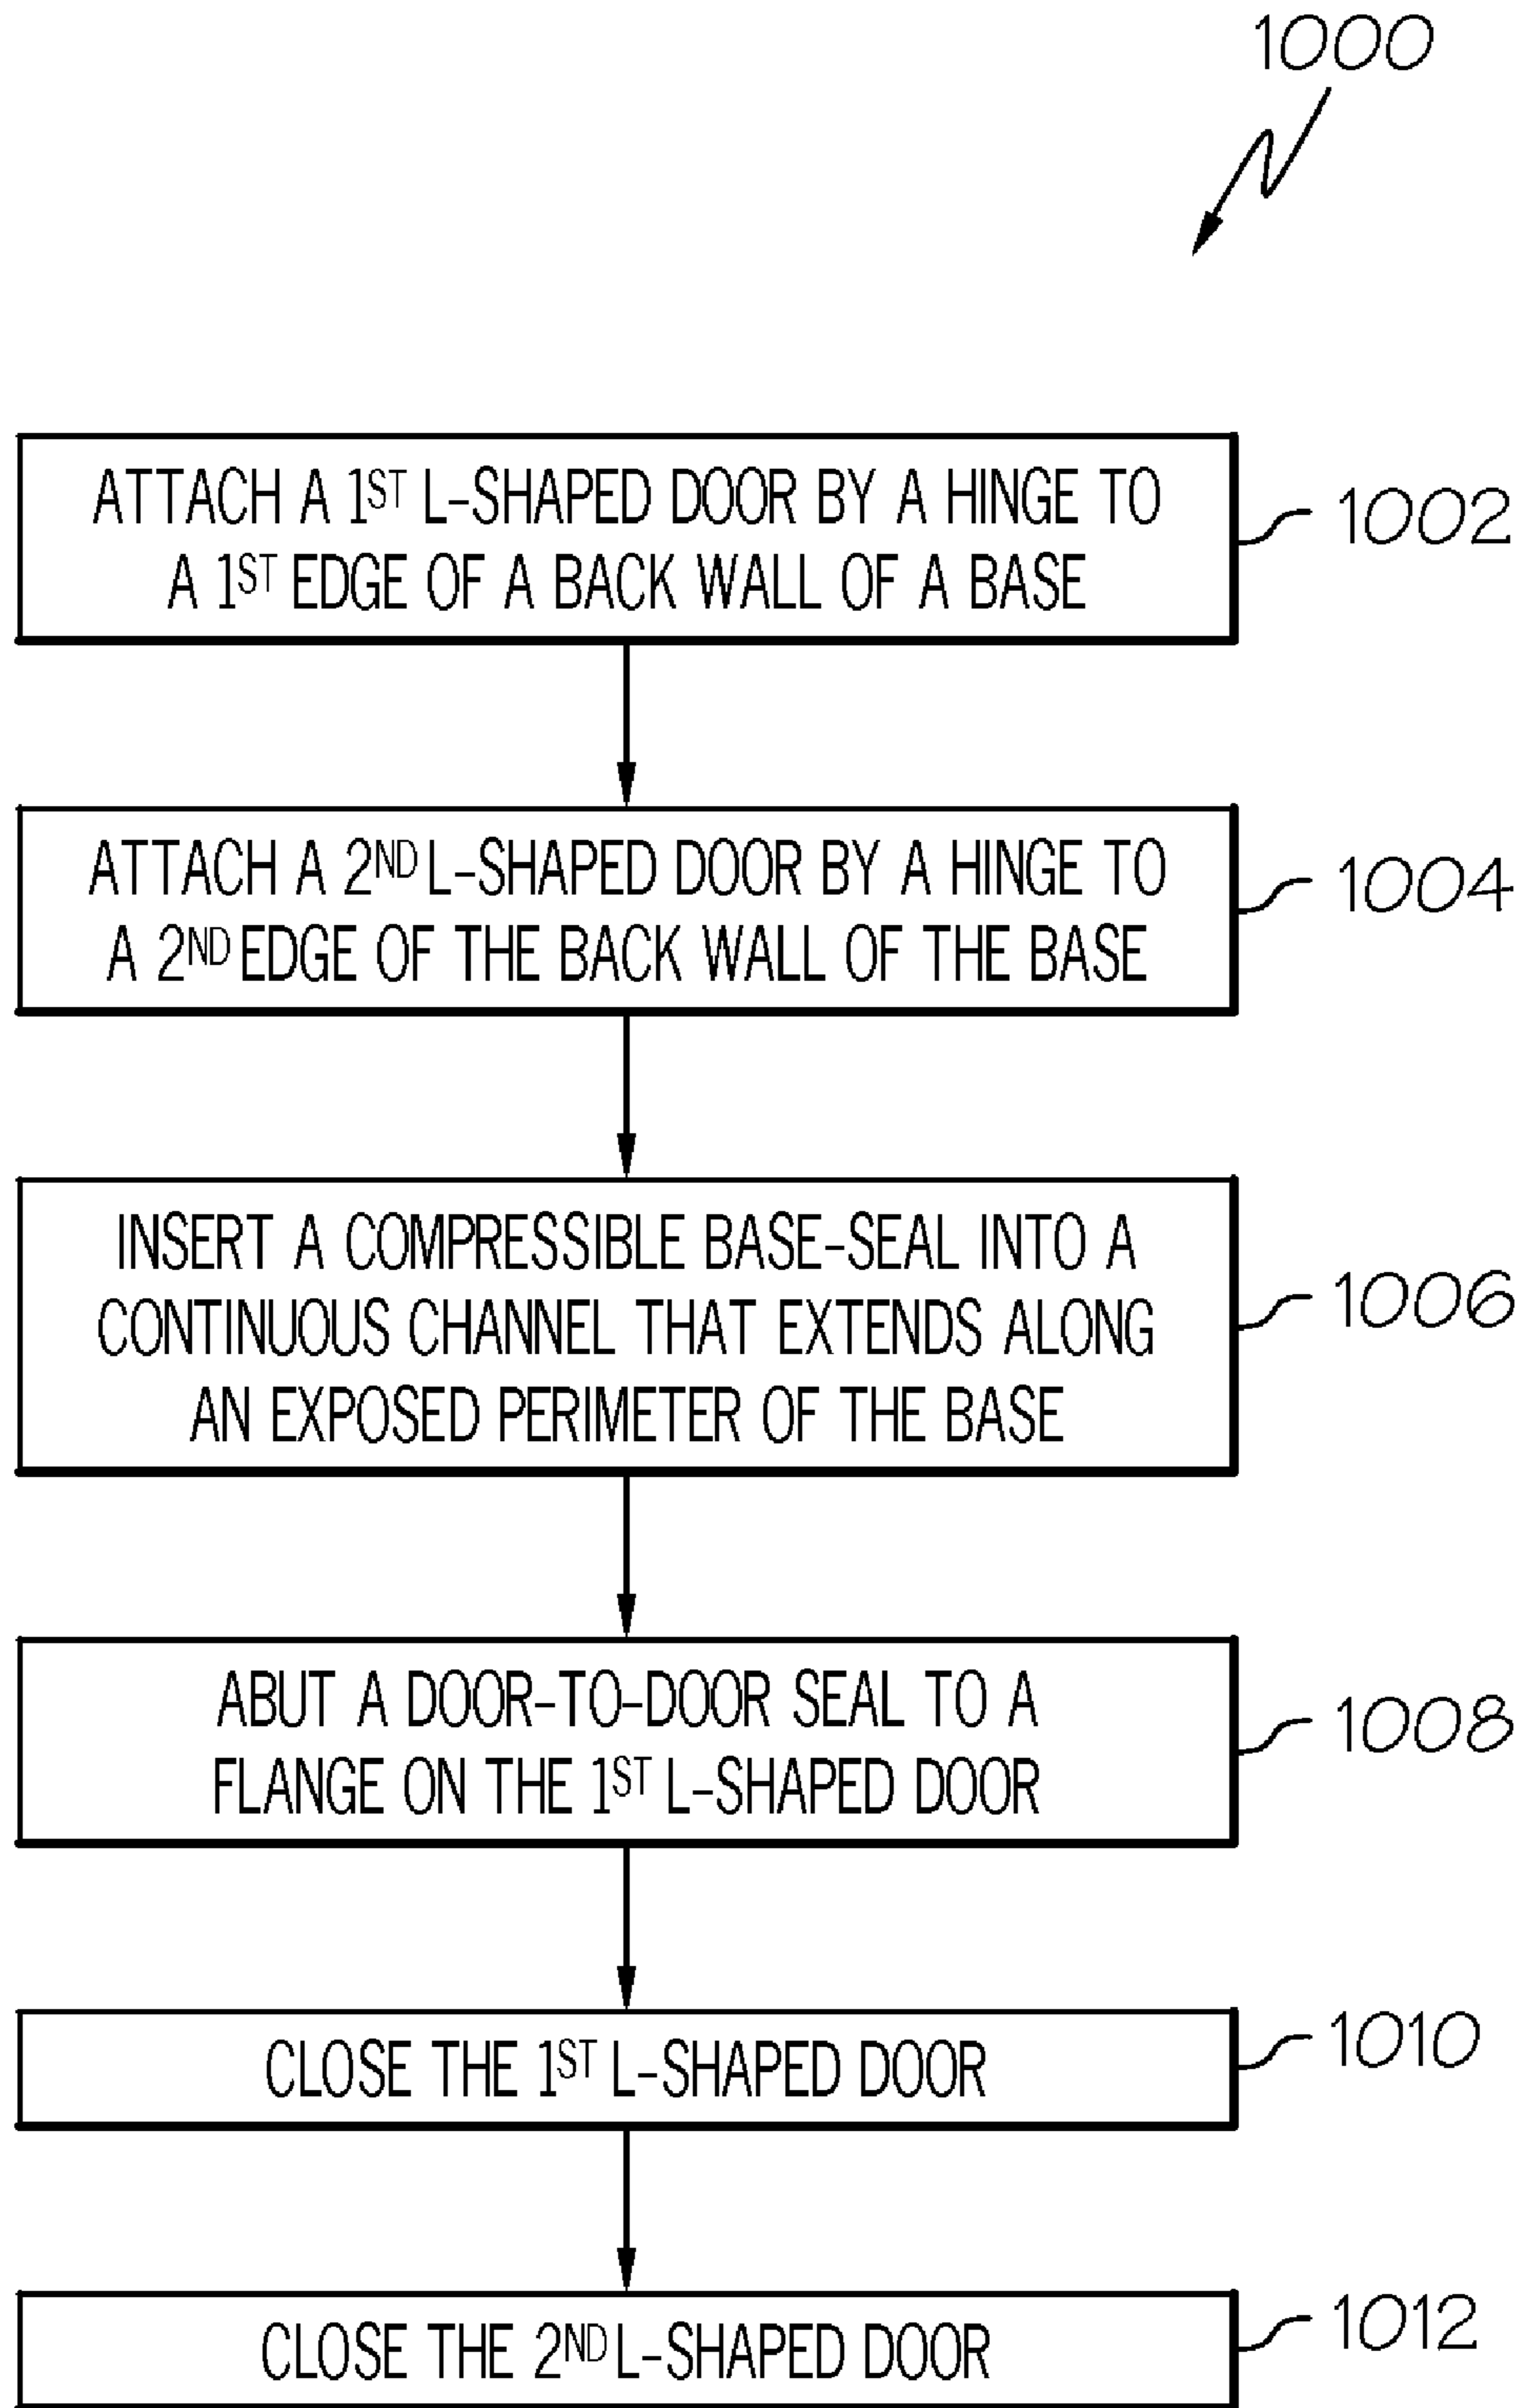 1000
ATTACH A 1ST L-SHAPED DOOR BY A HINGE TO
A 1ST EDGE OF A BACK WALL OF A BASE
1002
ATTACH A 2ND L-SHAPED DOOR BY A HINGE TO
A 2ND EDGE OF THE BACK WALL OF THE BASE
1004
INSERT A COMPRESSIBLE BASE-SEAL INTO A
CONTINUOUS CHANNEL THAT EXTENDS ALONG
AN EXPOSED PERIMETER OF THE BASE
1006
ABUT A DOOR-TO-DOOR SEAL TO A
FLANGE ON THE 1ST L-SHAPED DOOR
1008
CLOSE THE 1ST L-SHAPED DOOR
1010
CLOSE THE 2ND L-SHAPED DOOR
1012